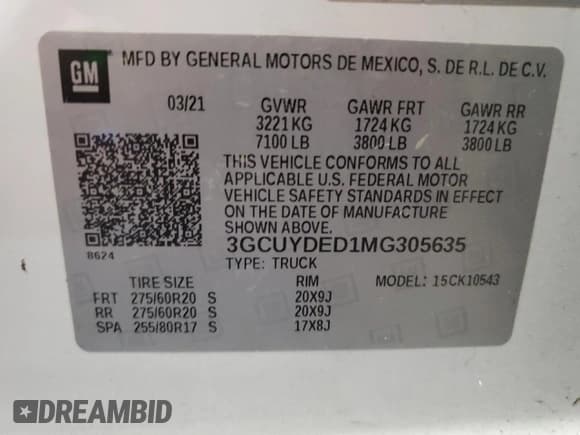 GM
MFD BY GENERAL MOTORS DE MEXICO, S. DE R.L. DE C.V.
03/21 GVWR GAWR FRT GAWR RR
3221 KG 1724 KG 1724 KG
7100 LB 3800 LB 3800 LB
THIS VEHICLE CONFORMS TO ALL
APPLICABLE U.S. FEDERAL MOTOR
VEHICLE SAFETY STANDARDS IN EFFECT
ON THE DATE OF MANUFACTURE
SHOWN ABOVE.
8624
3GCUYDED1MG305635
TYPE: TRUCK
MODEL: 15CK10543
TIRE SIZE RIM
FRT 275/60R20 S 20X9J
RR 275/60R20 S 20X9J
SPA 255/80R17 S 17X8J
DREAMBID